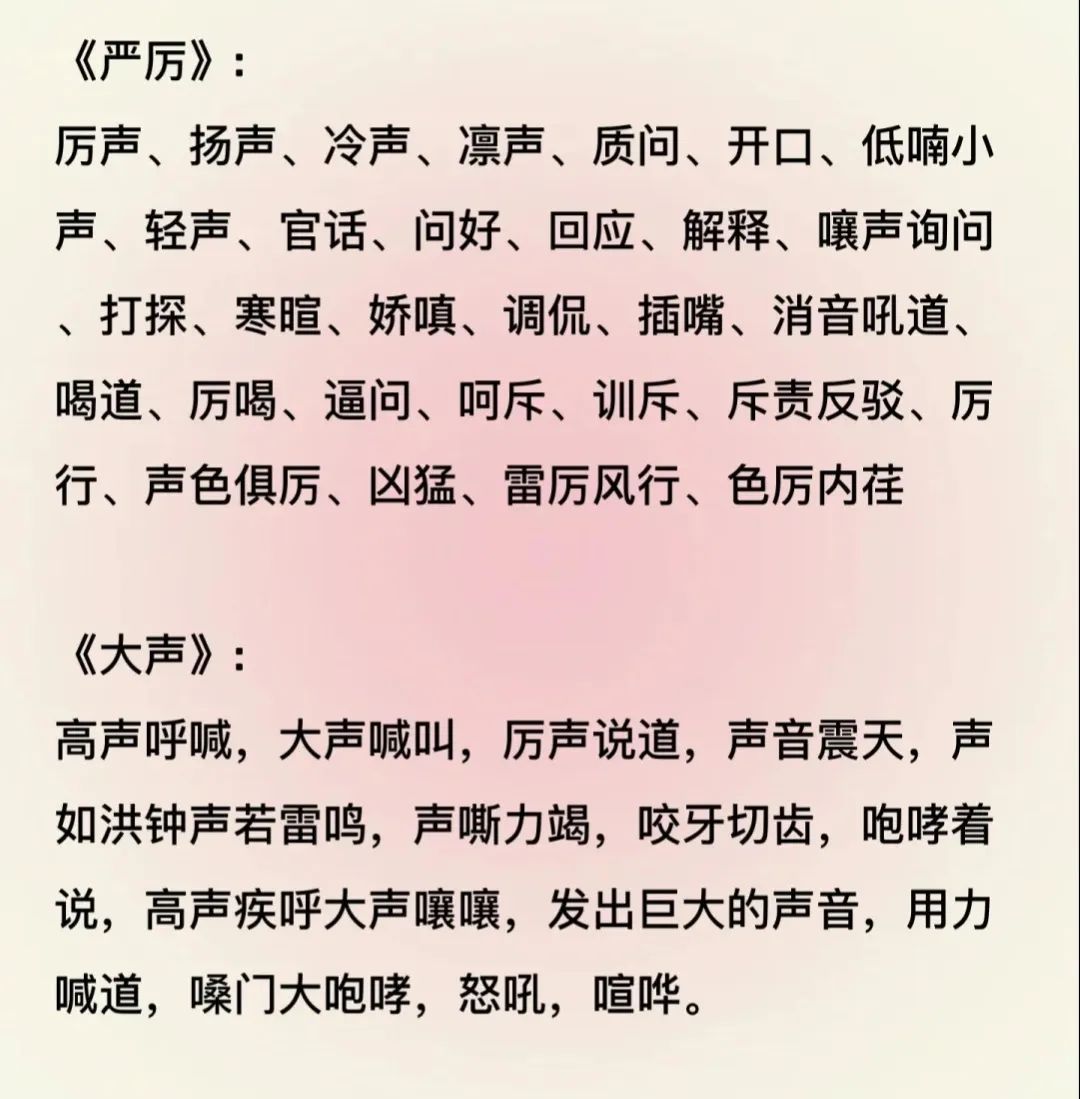 《严厉》:
厉声、扬声、冷声、凛声、质问、开口、低喃小
声、轻声、官话、问好、回应、解释、嚷声询问
、打探、寒暄、娇嗔、调侃、插嘴、消音吼道、
喝道、厉喝、逼问、呵斥、训斥、斥责反驳、厉
行、声色俱厉、凶猛、雷厉风行、色厉内荏
《大声》:
高声呼喊，大声喊叫，厉声说道，声音震天，声
如洪钟声若雷鸣，声嘶力竭，咬牙切齿，咆哮着
说，高声疾呼大声嚷嚷，发出巨大的声音，用力
喊道，嗓门大咆哮，怒吼，喧哗。